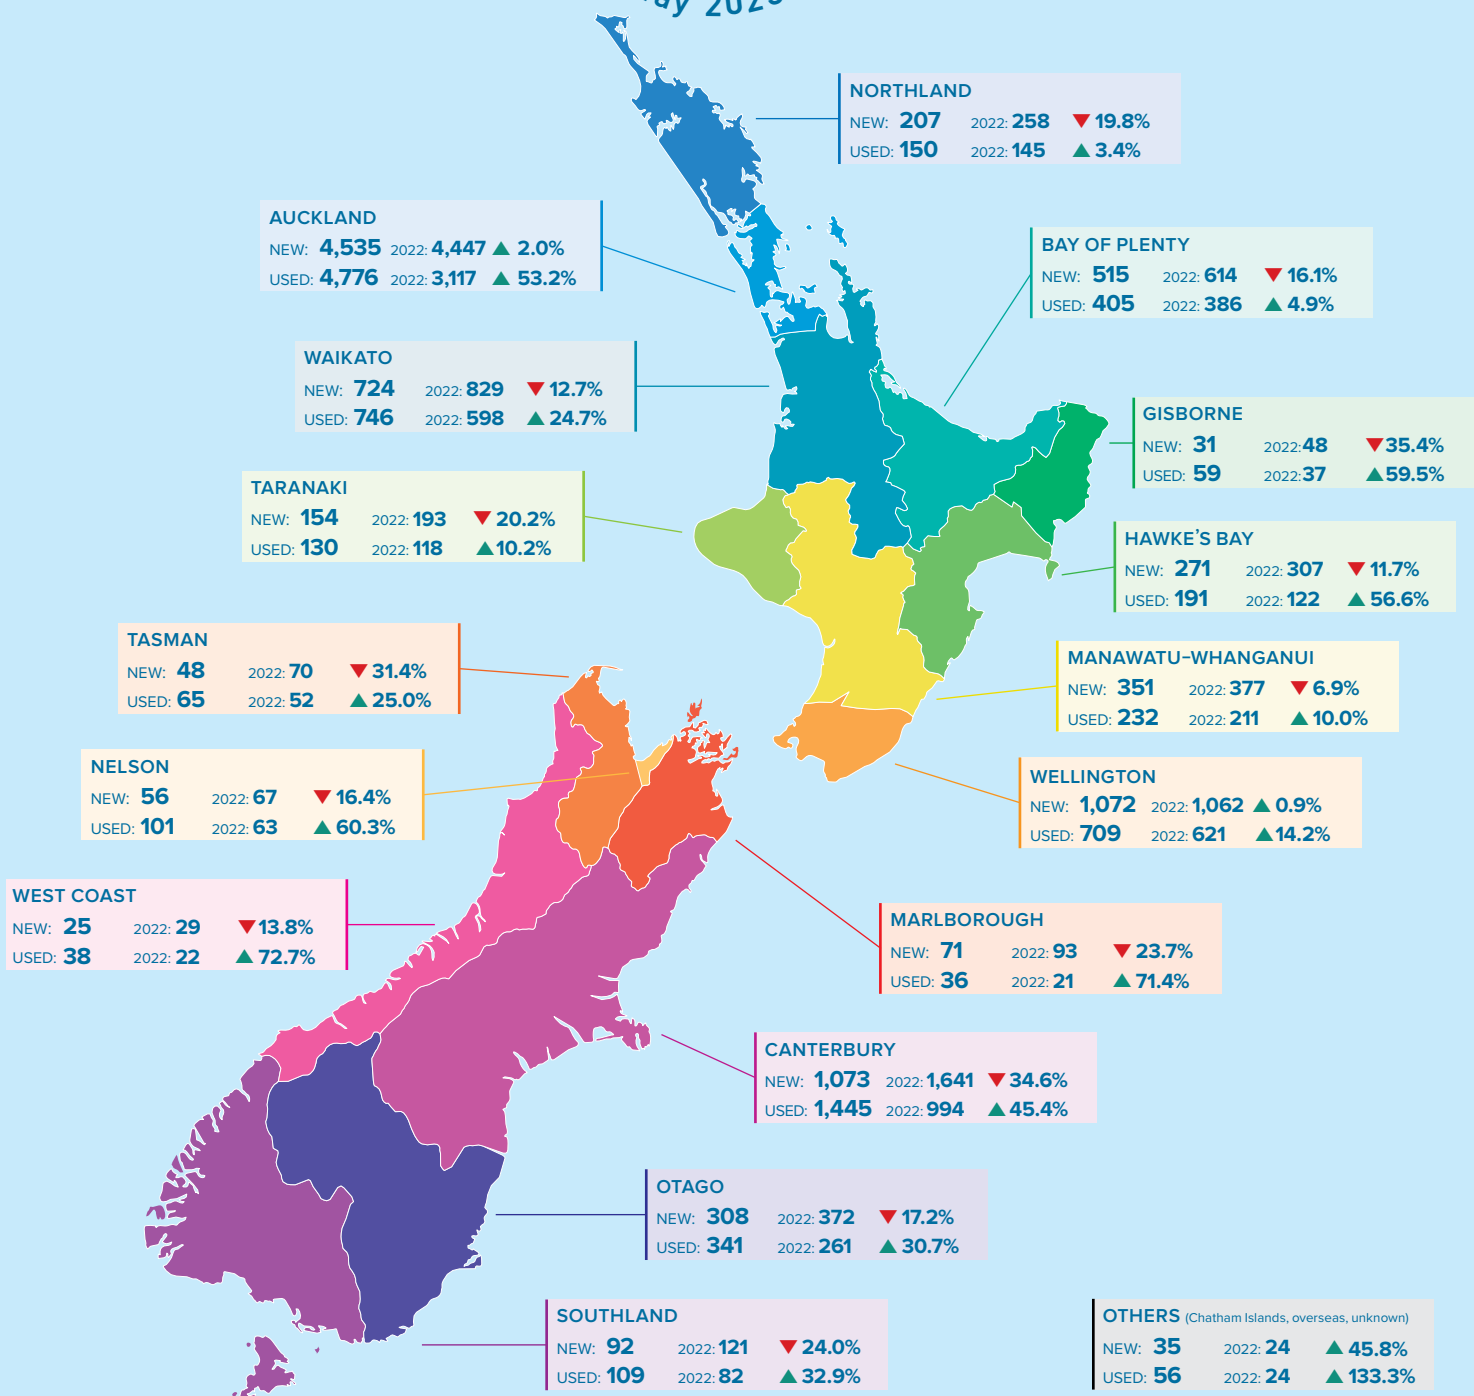 2023
NORTHLAND
NEW: 207 2022: 258 ▼ 19.8%
USED: 150 2022: 145 ▲ 3.4%
AUCKLAND
NEW: 4,535 2022: 4,447 ▲ 2.0%
USED: 4,776 2022: 3,117 ▲ 53.2%
BAY OF PLENTY
NEW: 515 2022: 614 ▼ 16.1%
USED: 405 2022: 386 ▲ 4.9%
WAIKATO
NEW: 724 2022: 829 ▼ 12.7%
USED: 746 2022: 598 ▲ 24.7%
GISBORNE
NEW: 31 2022: 48 ▼ 35.4%
USED: 59 2022: 37 ▲ 59.5%
TARANAKI
NEW: 154 2022: 193 ▼ 20.2%
USED: 130 2022: 118 ▲ 10.2%
HAWKE'S BAY
NEW: 271 2022: 307 ▼ 11.7%
USED: 191 2022: 122 ▲ 56.6%
TASMAN
NEW: 48 2022: 70 ▼ 31.4%
USED: 65 2022: 52 ▲ 25.0%
MANAWATU-WHANGANUI
NEW: 351 2022: 377 ▼ 6.9%
USED: 232 2022: 211 ▲ 10.0%
NELSON
NEW: 56 2022: 67 ▼ 16.4%
USED: 101 2022: 63 ▲ 60.3%
WELLINGTON
NEW: 1,072 2022: 1,062 ▲ 0.9%
USED: 709 2022: 621 ▲ 14.2%
WEST COAST
NEW: 25 2022: 29 ▼ 13.8%
USED: 38 2022: 22 ▲ 72.7%
MARLBOROUGH
NEW: 71 2022: 93 ▼ 23.7%
USED: 36 2022: 21 ▲ 71.4%
CANTERBURY
NEW: 1,073 2022: 1,641 ▼ 34.6%
USED: 1,445 2022: 994 ▲ 45.4%
OTAGO
NEW: 308 2022: 372 ▼ 17.2%
USED: 341 2022: 261 ▲ 30.7%
SOUTHLAND
NEW: 92 2022: 121 ▼ 24.0%
USED: 109 2022: 82 ▲ 32.9%
OTHERS (Chatham Islands, overseas, unknown)
NEW: 35 2022: 24 ▲ 45.8%
USED: 56 2022: 24 ▲ 133.3%